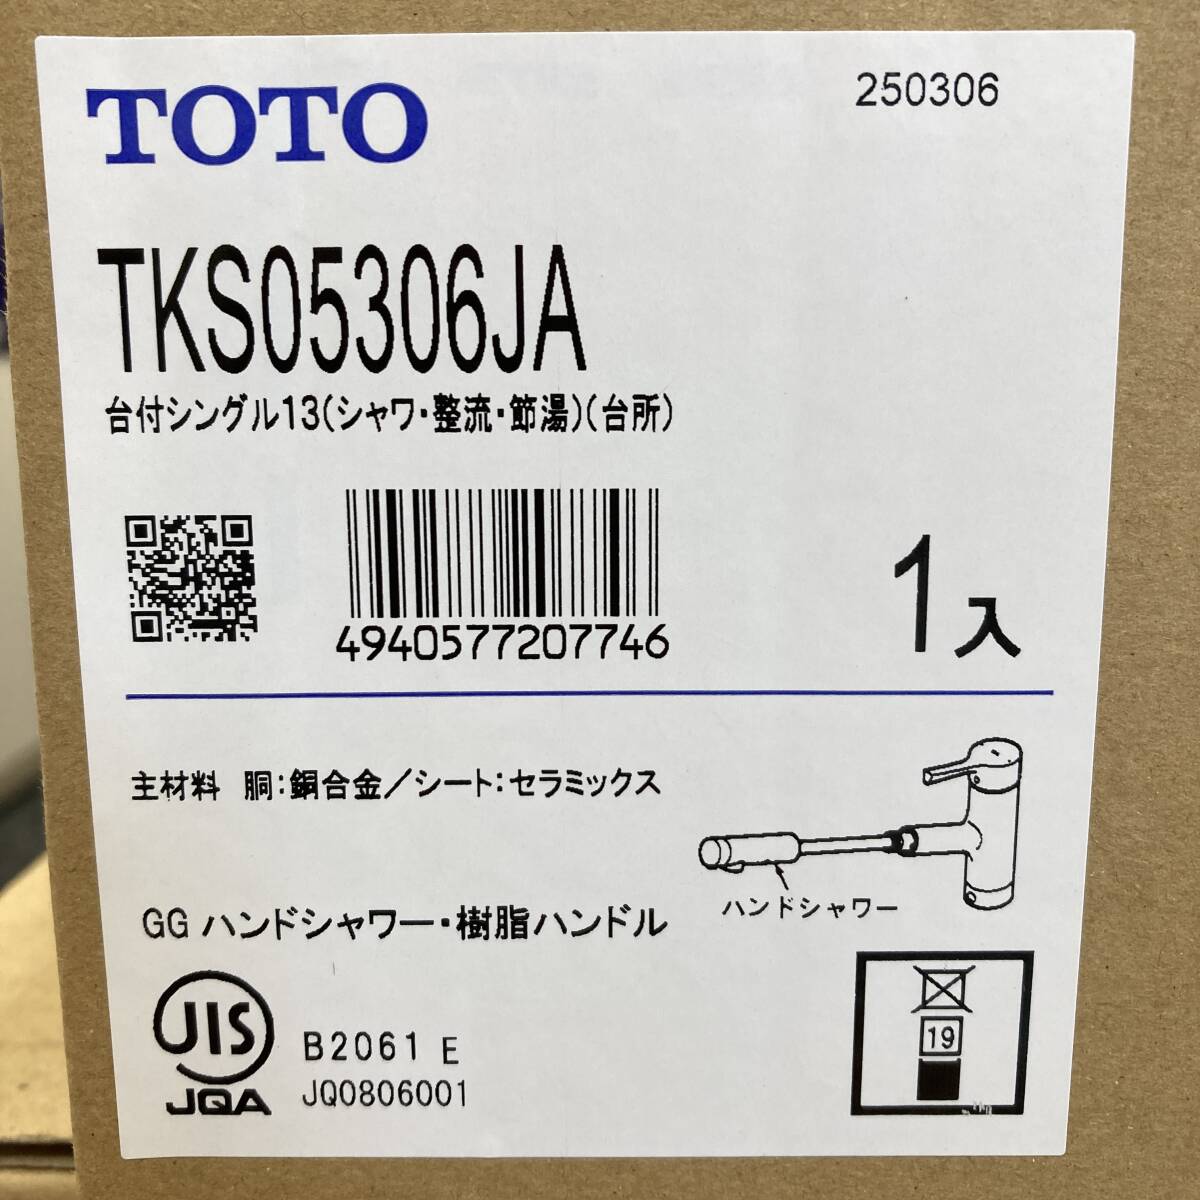 TOTO
250306
TKS05306JA
台付シングル13(シャワ・整流・節湯)(台所)
4940577207746
1入
主材料 胴:銅合金/シート:セラミックス
ハンドシャワー
GG ハンドシャワー・樹脂ハンドル
JIS
JQA
B2061 E
JQ0806001
19